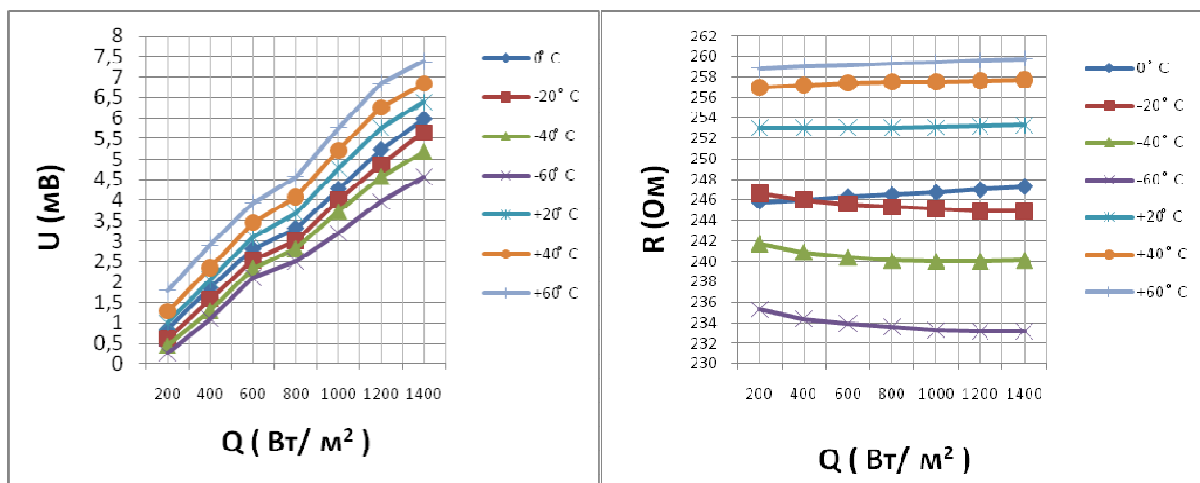 8
7,5
7
6,5
6
5,5
5
4,5
4
3,5
3
2,5
2
1,5
1
0,5
0
U (мВ)
200 400 600 800 1000 1200 1400
Q ( Вт/ м²)
0° C
-20° C
-40° C
-60° C
+20° C
+40° C
+60° C
262
260
258
256
254
252
250
248
246
244
242
240
238
236
234
232
230
R (Ом)
200 400 600 800 1000 1200 1400
Q ( Вт/ м²)
0° C
-20° C
-40° C
-60° C
+20° C
+40° C
+60° C